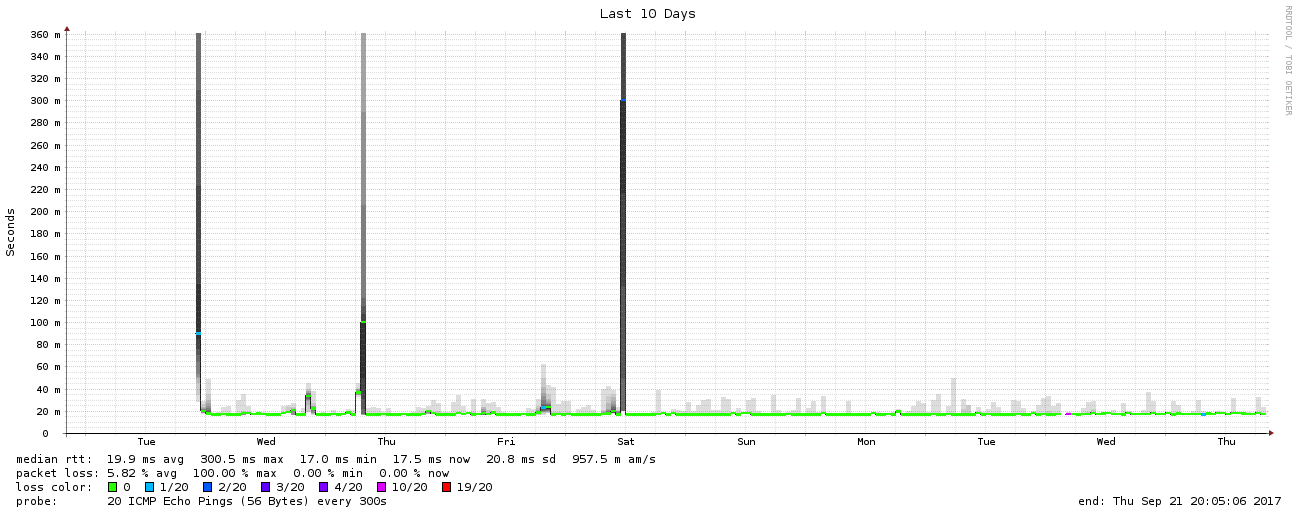 Last 10 Days
RRDTOOL / TOBI OETIKER
Seconds
360 m
340 m
320 m
300 m
280 m
260 m
240 m
220 m
200 m
180 m
160 m
140 m
120 m
100 m
80 m
60 m
40 m
20 m
0
Tue Wed Thu Fri Sat Sun Mon Tue Wed Thu
median rtt: 19.9 ms avg 300.5 ms max 17.0 ms min 17.5 ms now 20.8 ms sd 957.5 m am/s
packet loss: 5.82 % avg 100.00 % max 0.00 % min 0.00 % now
loss color: 0 1/20 2/20 3/20 4/20 10/20 19/20
probe: 20 ICMP Echo Pings (56 Bytes) every 300s end: Thu Sep 21 20:05:06 2017